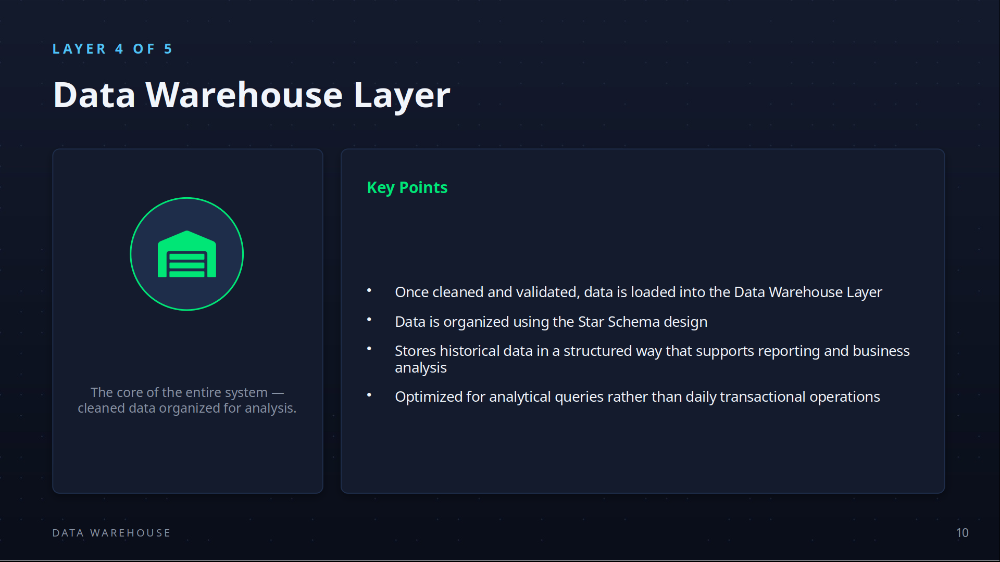 LAYER 4 OF 5
Data Warehouse Layer
The core of the entire system —
cleaned data organized for analysis.
Key Points
• Once cleaned and validated, data is loaded into the Data Warehouse Layer
• Data is organized using the Star Schema design
• Stores historical data in a structured way that supports reporting and business
analysis
• Optimized for analytical queries rather than daily transactional operations
DATA WAREHOUSE
10